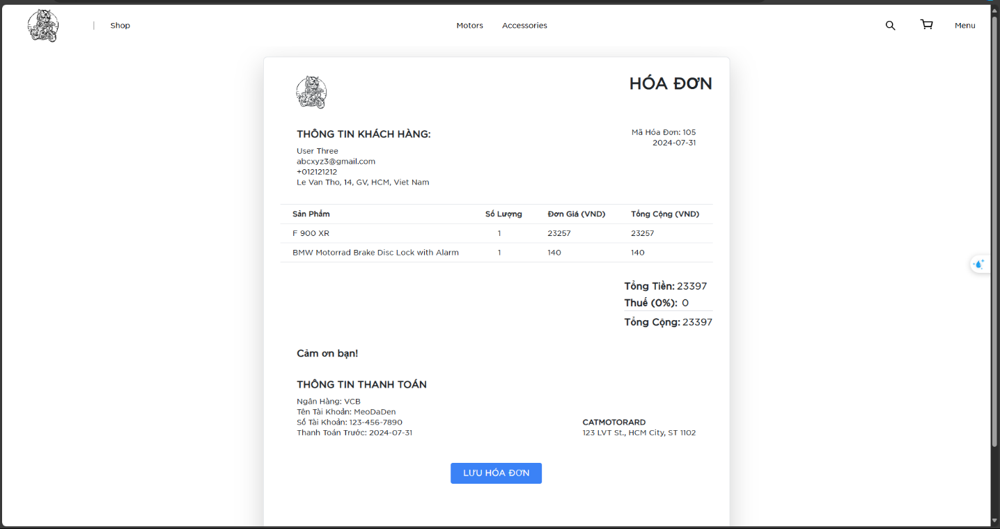 | Shop Motors Accessories Menu
HÓA ĐƠN
THÔNG TIN KHÁCH HÀNG:
Mã Hóa Đơn: 105
2024-07-31
User Three
abcxyz3@gmail.com
+012121212
Le Van Tho, 14, GV, HCM, Viet Nam
Sản Phẩm Số Lượng Đơn Giá (VND) Tổng Cộng (VND)
F 900 XR 1 23257 23257
BMW Motorrad Brake Disc Lock with Alarm 1 140 140
Tổng Tiền: 23397
Thuế (0%): 0
Tổng Cộng: 23397
Cảm ơn bạn!
THÔNG TIN THANH TOÁN
Ngân Hàng: VCB
Tên Tài Khoản: MeoDaDen
Số Tài Khoản: 123-456-7890
Thanh Toán Trước: 2024-07-31
CATMOTORARD
123 LVT St., HCM City, ST 1102
LƯU HÓA ĐƠN